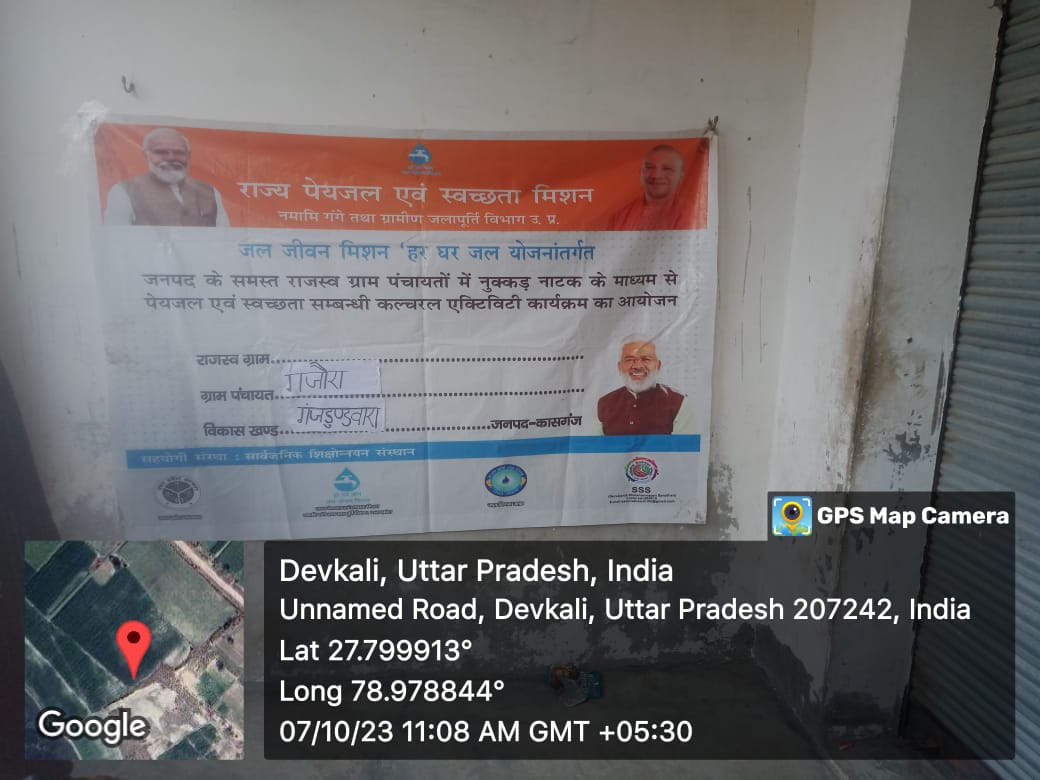 राज्य पेयजल एवं स्वच्छता मिशन
नमामि गंगे तथा ग्रामीण जलापूर्ति विभाग उ. प्र.
जल जीवन मिशन 'हर घर जल योजनांतर्गत
जनपद के समस्त राजस्व ग्राम पंचायतों में नुक्कड़ नाटक के माध्यम से
पेयजल एवं स्वच्छता सम्बन्धी कल्चरल एक्टिविटी कार्यक्रम का आयोजन
राजस्व ग्राम
ग्राम पंचायत गजौरा
विकास खण्ड गंजडुण्डवारा जनपद-कासगंज
सहयोगी संस्था : सार्वजनिक शिक्षोन्नयन संस्थान
SSS
GPS Map Camera
Devkali, Uttar Pradesh, India
Unnamed Road, Devkali, Uttar Pradesh 207242, India
Lat 27.799913°
Long 78.978844°
07/10/23 11:08 AM GMT +05:30
Google